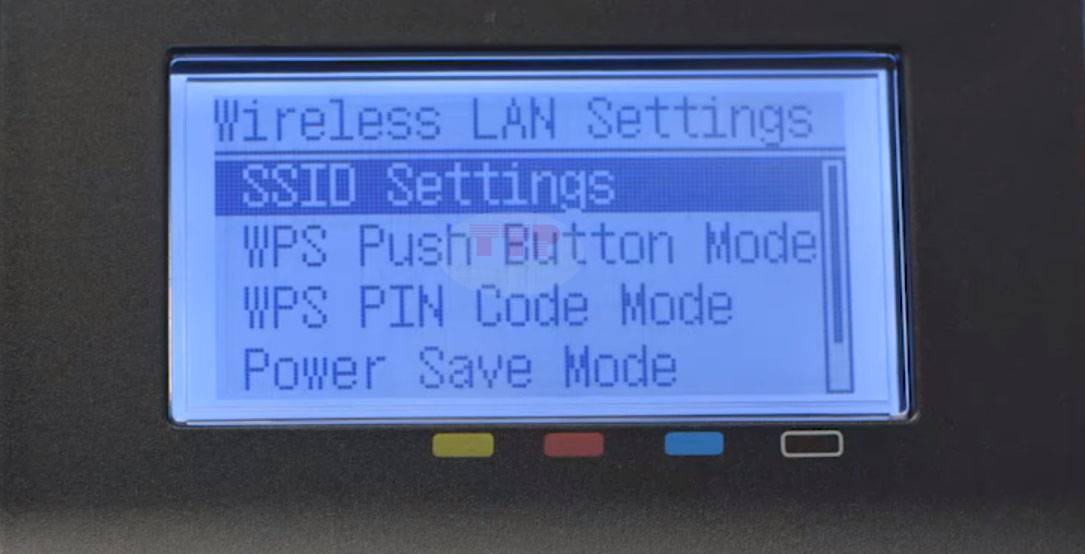 Wireless LAN Settings
SSID Settings
WPS Push Button Mode
WPS PIN Code Mode
Power Save Mode